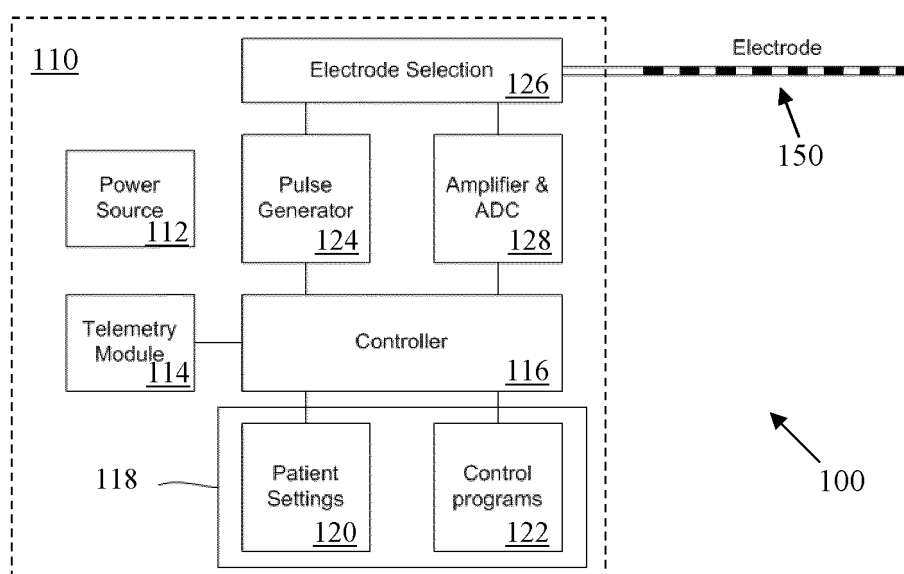 110
Electrode Selection
126
Electrode
150
Power
Source
112
Pulse
Generator
124
Amplifier &
ADC
128
Telemetry
Module
114
Controller
116
118
Patient
Settings
120
Control
programs
122
100